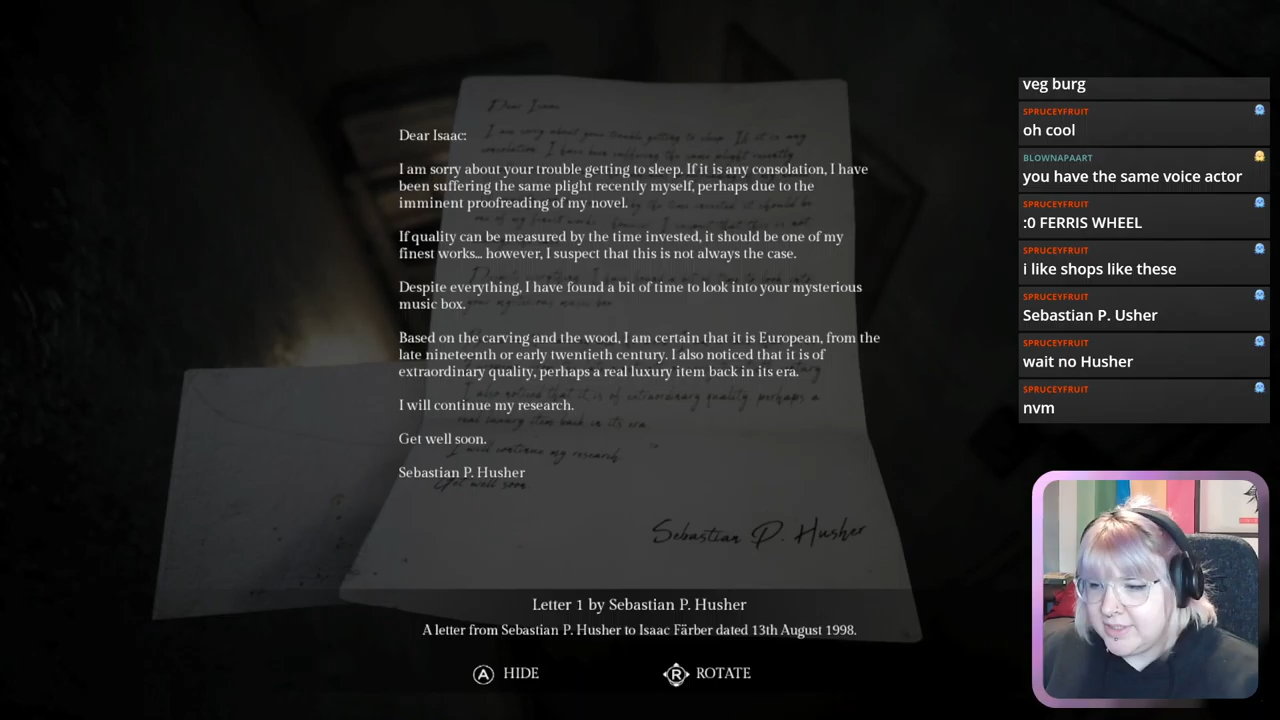 Dear Isaac:
I am sorry about your trouble getting to sleep. If it is any consolation, I have
been suffering the same plight recently myself, perhaps due to the
imminent proofreading of my novel.
If quality can be measured by the time invested, it should be one of my
finest works... however, I suspect that this is not always the case.
Despite everything, I have found a bit of time to look into your mysterious
music box.
Based on the carving and the wood, I am certain that it is European, from the
late nineteenth or early twentieth century. I also noticed that it is of
extraordinary quality, perhaps a real luxury item back in its era.
I will continue my research.
Get well soon.
Sebastian P. Husher
Sebastian P. Husher
Letter 1 by Sebastian P. Husher
A letter from Sebastian P. Husher to Isaac Färber dated 13th August 1998.
A HIDE
R ROTATE
veg burg
SPRUCEYFRUIT
oh cool
BLOWNAPAART
you have the same voice actor
SPRUCEYFRUIT
:0 FERRIS WHEEL
SPRUCEYFRUIT
i like shops like these
SPRUCEYFRUIT
Sebastian P. Usher
SPRUCEYFRUIT
wait no Husher
SPRUCEYFRUIT
nvm